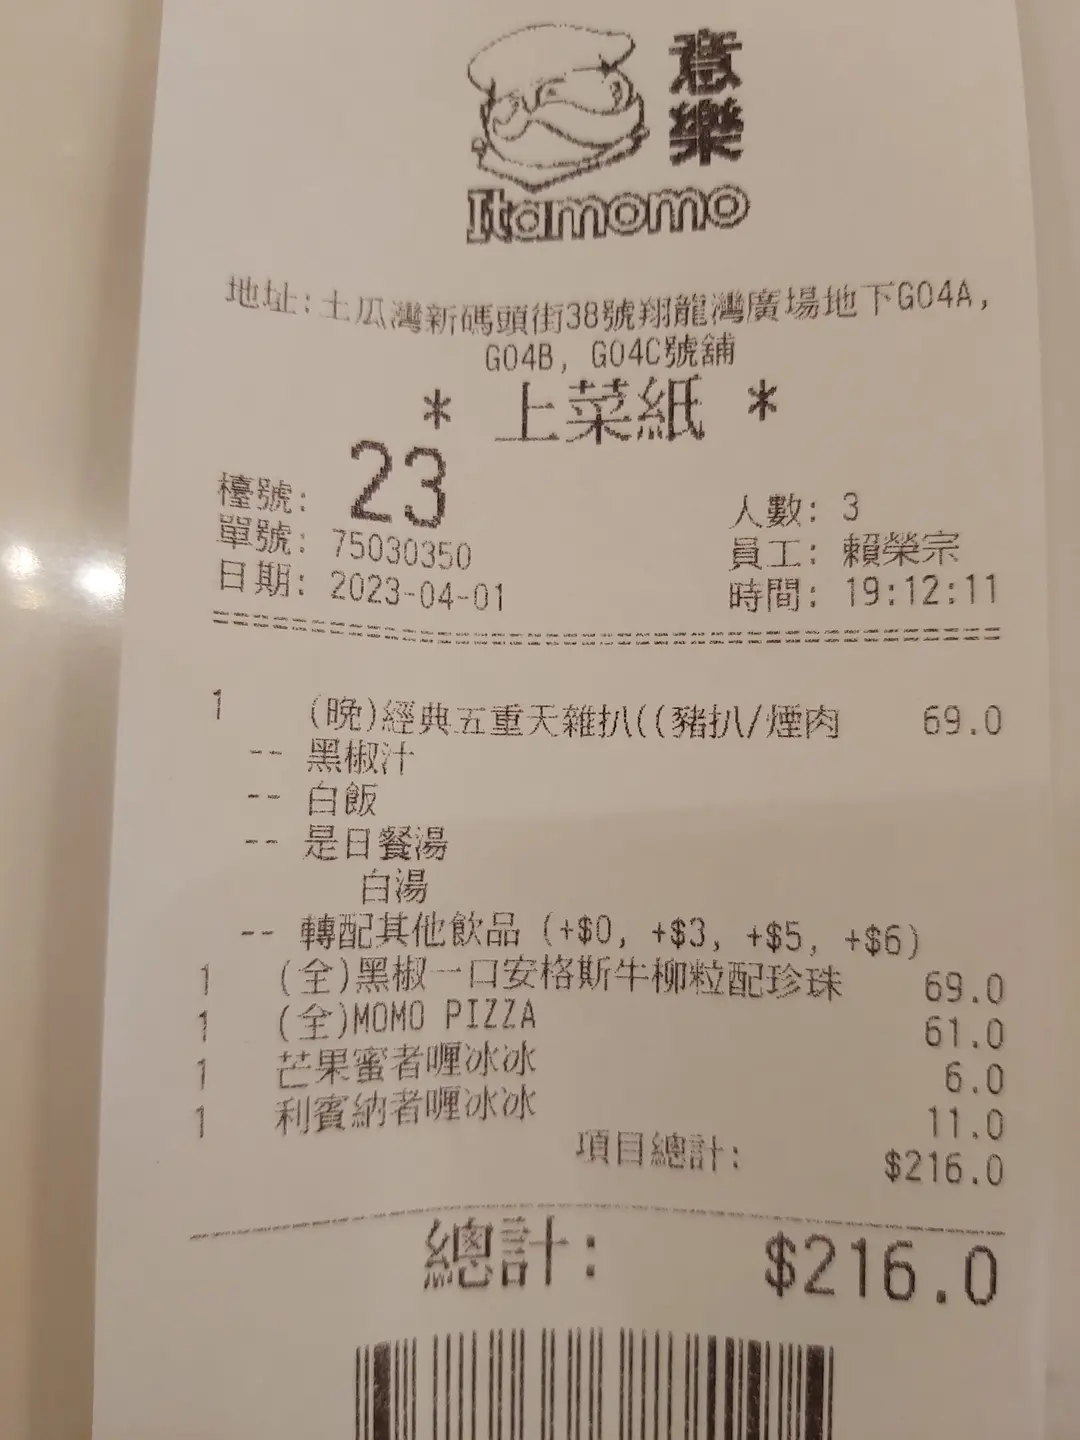 意樂
Itamomo
地址:土瓜灣新碼頭街38號翔龍灣廣場地下G04A,
G04B, G04C號舖
* 上菜紙 *
檯號: 23
人數: 3
單號: 75030350
員工: 賴榮宗
日期: 2023-04-01
時間: 19:12:11
1 (晚)經典五重天雜扒((豬扒/煙肉 69.0
-- 黑椒汁
-- 白飯
-- 是日餐湯
白湯
-- 轉配其他飲品 (+$0, +$3, +$5, +$6)
1 (全)黑椒一口安格斯牛柳粒配珍珠 69.0
1 (全)MOMO PIZZA 61.0
1 芒果蜜者喱冰冰 6.0
1 利賓納者喱冰冰 11.0
項目總計: $216.0
總計: $216.0